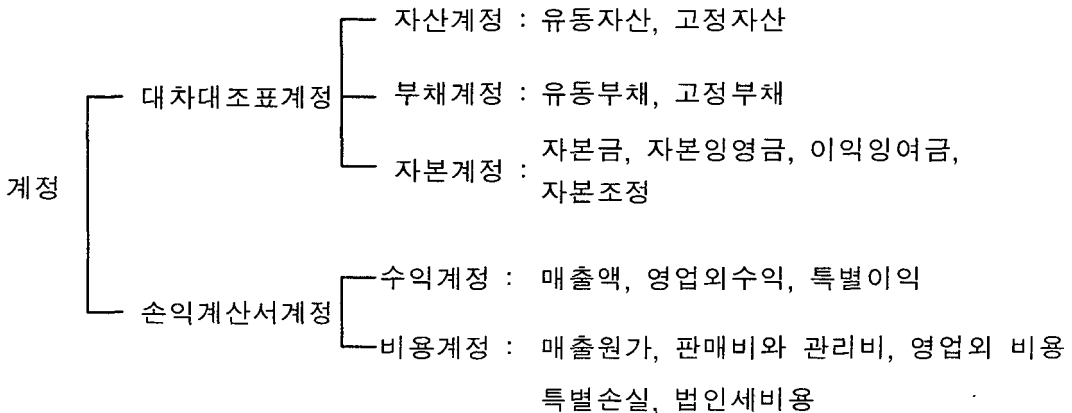 자산계정 : 유동자산, 고정자산
대차대조표계정
부채계정 : 유동부채, 고정부채
자본계정 : 자본금, 자본잉영금, 이익잉여금,
자본조정
계정
수익계정 : 매출액, 영업외수익, 특별이익
손익계산서계정
비용계정 : 매출원가, 판매비와 관리비, 영업외 비용
특별손실, 법인세비용